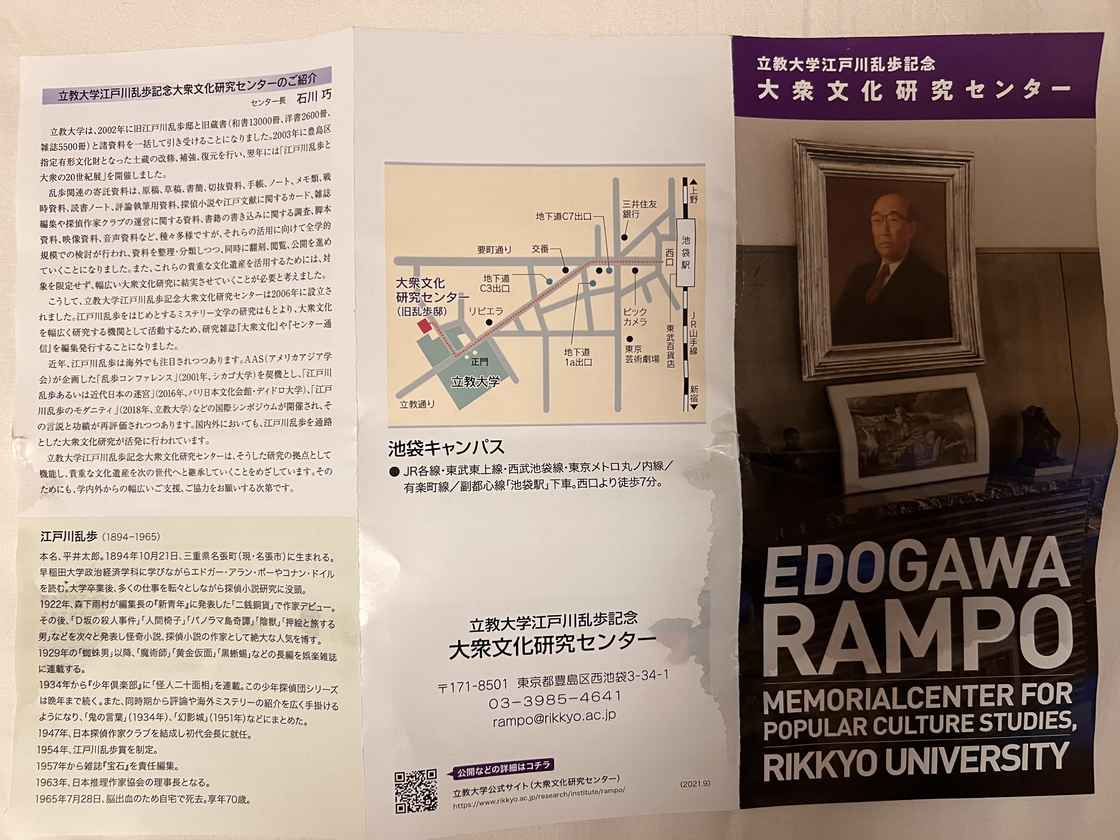 立教大学江戸川乱歩記念大衆文化研究センターのご紹介
センター長　石川 巧
立教大学は、2002年に旧江戸川乱歩邸と旧蔵書(和書13000冊、洋書2600冊、
雑誌5500冊)と諸資料を一括して引き受けることになりました。2003年に豊島区
指定有形文化財となった土蔵の改修、補強、復元を行い、翌年には「江戸川乱歩と
大衆の20世紀展」を開催しました。
乱歩関連の寄託資料は、原稿、草稿、書簡、切抜資料、手帳、ノート、メモ類、戦
時資料、読書ノート、評論執筆用資料、探偵小説や江戸文献に関するカード、雑誌
編集や探偵作家クラブの運営に関する資料、書籍の書き込みに関する調査、脚本
資料、映像資料、音声資料など、種々多様ですが、それらの活用に向けて全学的
規模での検討が行われ、資料を整理・分類しつつ、同時に翻刻、閲覧、公開を進め
ていくことになりました。また、これらの貴重な文化遺産を活用するためには、対
象を限定せず、幅広い大衆文化研究に結実させていくことが必要と考えました。
こうして、立教大学江戸川乱歩記念大衆文化研究センターは2006年に設立さ
れました。江戸川乱歩をはじめとするミステリー文学の研究はもとより、大衆文化
を幅広く研究する機関として活動するため、研究雑誌『大衆文化』や『センター通
信』を編集発行することになりました。
近年、江戸川乱歩は海外でも注目されつつあります。AAS(アメリカアジア学
会)が企画した「乱歩コンファレンス」(2001年、シカゴ大学)を契機とし、「江戸川
乱歩あるいは近代日本の迷宮」(2016年、パリ日本文化会館・ディドロ大学)、「江戸
川乱歩のモダニティ」(2018年、立教大学)などの国際シンポジウムが開催され、そ
の言説と功績が再評価されつつあります。国内外においても、江戸川乱歩を通路
とした大衆文化研究が活発に行われています。
立教大学江戸川乱歩記念大衆文化研究センターは、そうした研究の拠点として
機能し、貴重な文化遺産を次の世代へと継承していくことをめざしています。その
ためにも、学内外からの幅広いご支援、ご協力をお願いする次第です。
江戸川乱歩 (1894−1965)
本名、平井太郎。1894年10月21日、三重県名張町(現・名張市)に生まれる。
早稲田大学政治経済学科に学びながらエドガー・アラン・ポーやコナン・ドイル
を読む。大学卒業後、多くの仕事を転々としながら探偵小説研究に没頭。
1922年、森下雨村が編集長の『新青年』に発表した「二銭銅貨」で作家デビュー。
その後、「D坂の殺人事件」「人間椅子」「パノラマ島奇譚」「陰獣」「押絵と旅する
男」などを次々と発表し怪奇小説、探偵小説の作家として絶大な人気を博す。
1929年の「蜘蛛男」以降、「魔術師」「黄金仮面」「黒蜥蜴」などの長編を娯楽雑誌
に連載する。
1934年から『少年倶楽部』に「怪人二十面相」を連載。この少年探偵団シリーズ
は晩年まで続く。また、同時期から評論や海外ミステリーの紹介を広く手掛ける
ようになり、「鬼の言葉」(1934年)、「幻影城」(1951年)などにまとめた。
1947年、日本探偵作家クラブを結成し初代会長に就任。
1954年、江戸川乱歩賞を制定。
1957年から雑誌『宝石』を責任編集。
1963年、日本推理作家協会の理事長となる。
1965年7月28日、脳出血のため自宅で死去。享年70歳。
▲上野
三井住友
銀行
地下道C7出口
池袋駅
要町通り
交番
西口
大衆文化
研究センター
(旧乱歩邸)
地下道
C3出口
リビエラ
ビック
カメラ
東武百貨店
JR山手線
地下道
1a出口
東京
芸術劇場
正門
立教大学
立教通り
新宿▼
池袋キャンパス
● JR各線・東武東上線・西武池袋線・東京メトロ丸ノ内線／
有楽町線／副都心線「池袋駅」下車。西口より徒歩7分。
立教大学江戸川乱歩記念
大衆文化研究センター
〒171-8501 東京都豊島区西池袋3-34-1
03−3985−4641
rampo@rikkyo.ac.jp
公開などの詳細はコチラ
立教大学公式サイト(大衆文化研究センター)
https://www.rikkyo.ac.jp/research/institute/rampo/
(2021.9)
立教大学江戸川乱歩記念
大衆文化研究センター
EDOGAWA
RAMPO
MEMORIALCENTER FOR
POPULAR CULTURE STUDIES,
RIKKYO UNIVERSITY